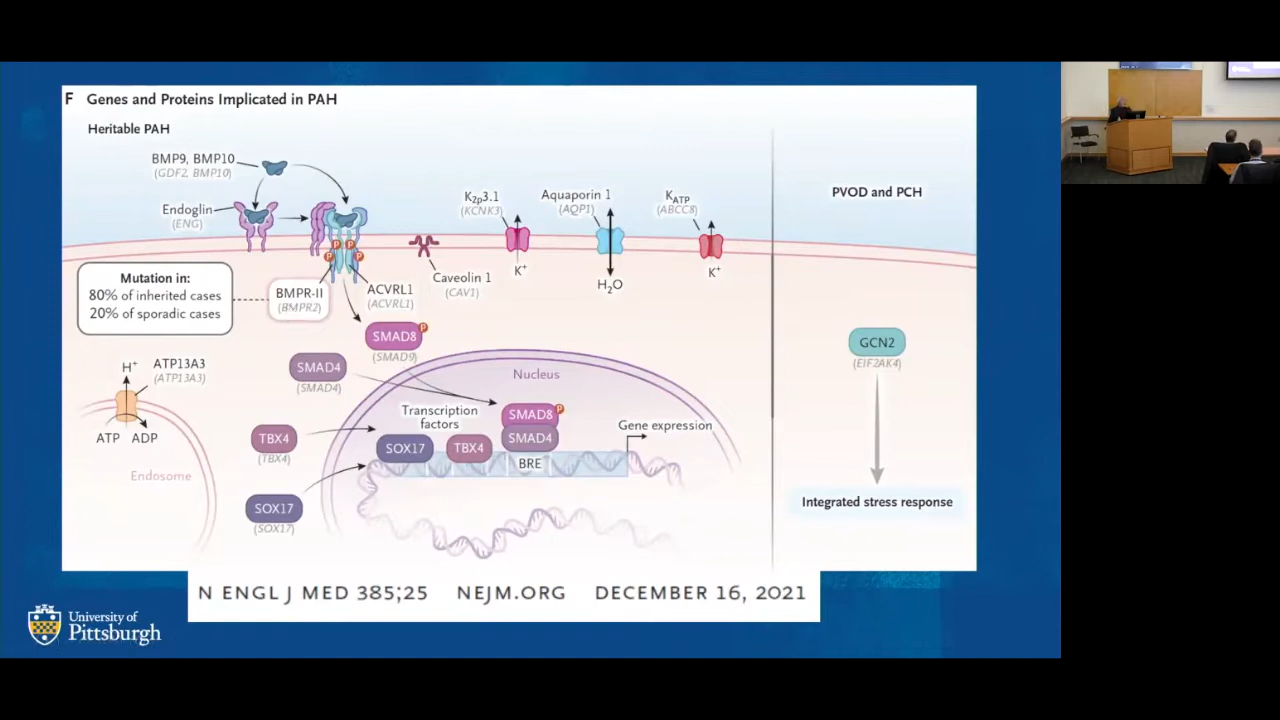 F Genes and Proteins Implicated in PAH
Heritable PAH
BMP9, BMP10
(GDF2, BMP10)
Endoglin
(ENG)
K2p3.1
(KCNK3)
K+
Aquaporin 1
(AQP1)
H2O
KATP
(ABCC8)
K+
P
P
P
P
Caveolin 1
(CAV1)
Mutation in:
80% of inherited cases
20% of sporadic cases
BMPR-II
(BMPR2)
ACVRL1
(ACVRL1)
SMAD8
P
(SMAD9)
SMAD4
(SMAD4)
H+
ATP13A3
(ATP13A3)
ATP ADP
Endosome
TBX4
(TBX4)
SOX17
(SOX17)
Nucleus
Transcription
factors
SOX17
TBX4
SMAD8
P
SMAD4
BRE
Gene expression
PVOD and PCH
GCN2
(EIF2AK4)
Integrated stress response
N ENGL J MED 385;25 NEJM.ORG DECEMBER 16, 2021
University of
Pittsburgh